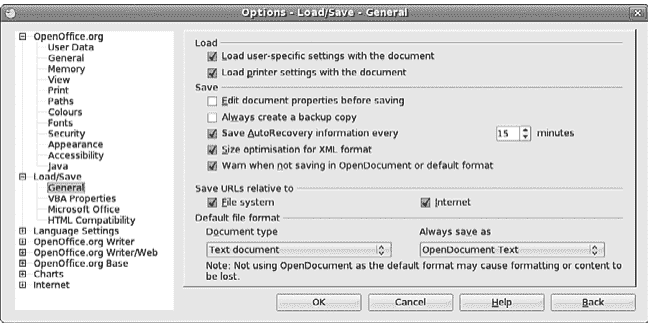 Options - Load/Save - General
OpenOffice.org
User Data
General
Memory
View
Print
Paths
Colours
Fonts
Security
Appearance
Accessibility
Java
Load/Save
General
VBA Properties
Microsoft Office
HTML Compatibility
Language Settings
OpenOffice.org Writer
OpenOffice.org Writer/Web
OpenOffice.org Base
Charts
Internet
Load
Load user-specific settings with the document
Load printer settings with the document
Save
Edit document properties before saving
Always create a backup copy
Save AutoRecovery information every 15 minutes
Size optimisation for XML format
Warn when not saving in OpenDocument or default format
Save URLs relative to
File system Internet
Default file format
Document type Always save as
Text document OpenDocument Text
Note: Not using OpenDocument as the default format may cause formatting or content to
be lost.
OK Cancel Help Back